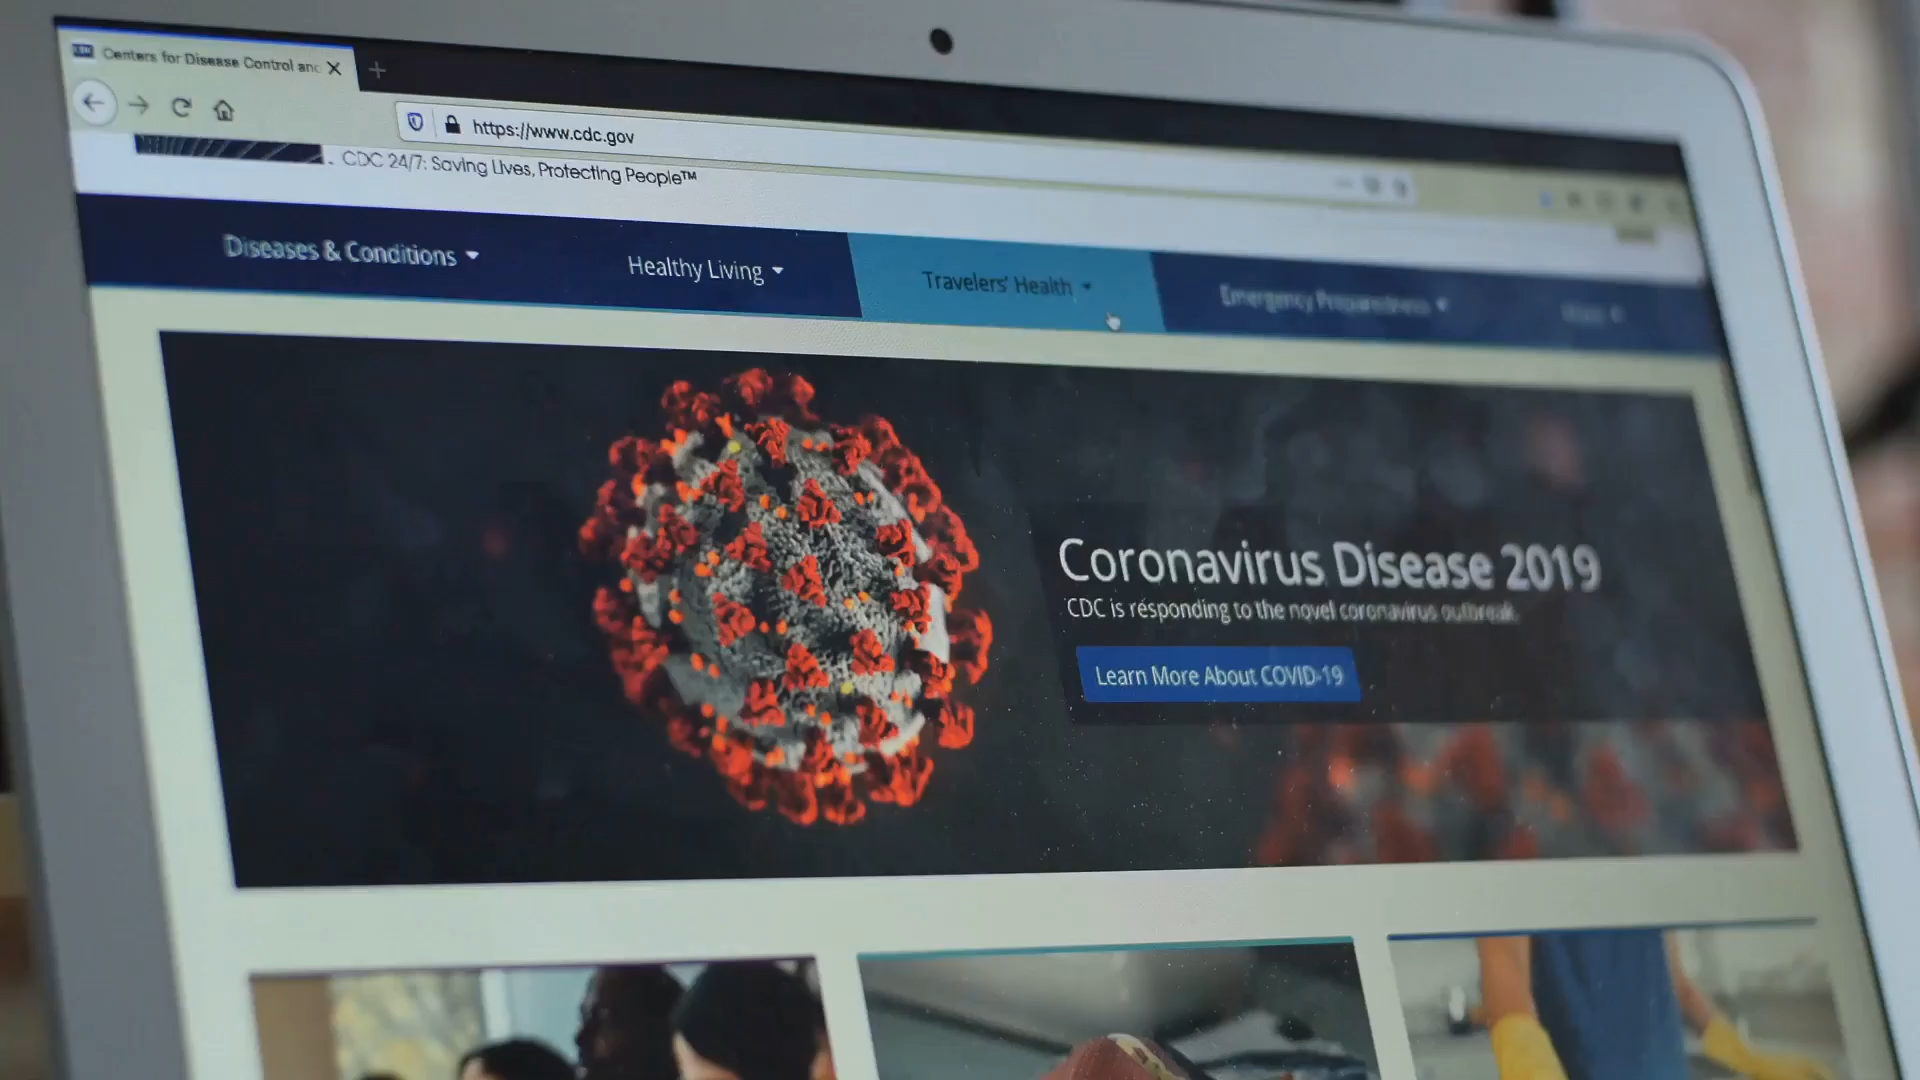 Centers for Disease Control and
https://www.cdc.gov
CDC 24/7: Saving Lives, Protecting People™
Diseases & Conditions
Healthy Living
Travelers' Health
Emergency Preparedness
Coronavirus Disease 2019
CDC is responding to the novel coronavirus outbreak.
Learn More About COVID-19